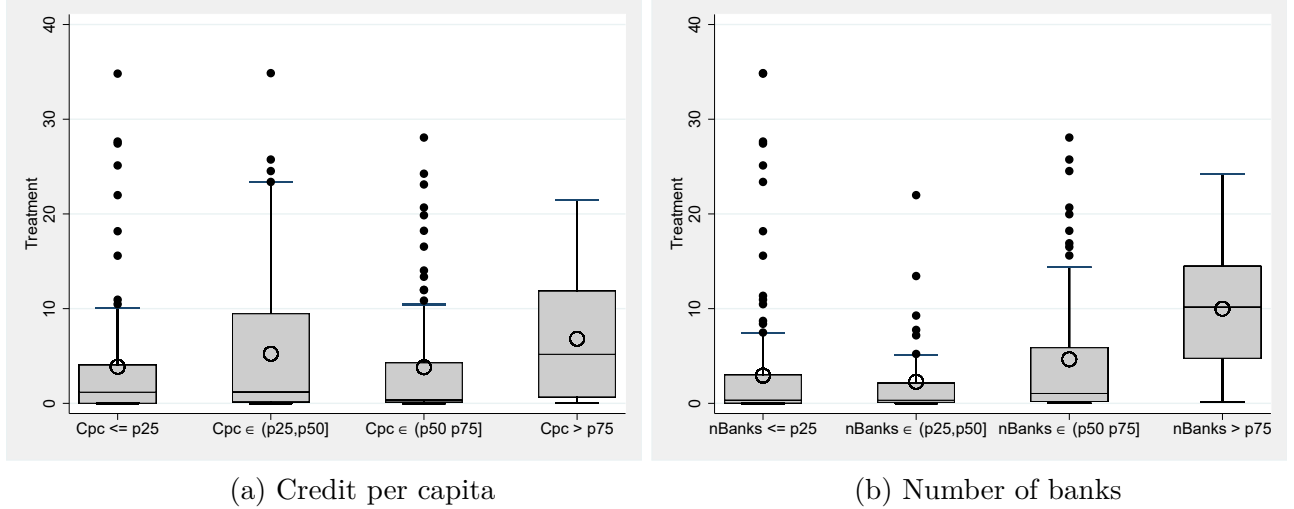 40
30
20
10
0
Treatment
Cpc <= p25
Cpc ∈ (p25,p50]
Cpc ∈ (p50 p75]
Cpc > p75
(a) Credit per capita
40
30
20
10
0
Treatment
nBanks <= p25
nBanks ∈ (p25,p50]
nBanks ∈ (p50 p75]
nBanks > p75
(b) Number of banks